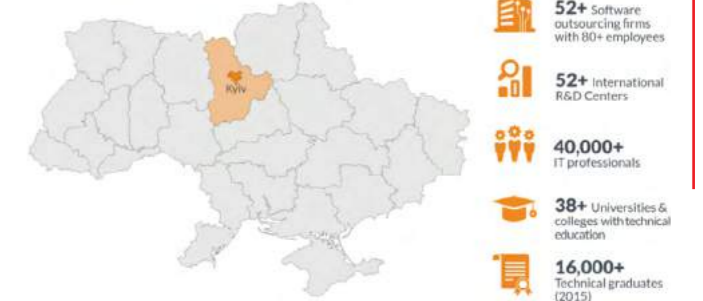 Kyiv
52+ Software
outsourcing firms
with 80+ employees
52+ International
R&D Centers
40,000+
IT professionals
38+ Universities &
colleges with technical
education
16,000+
Technical graduates
(2015)